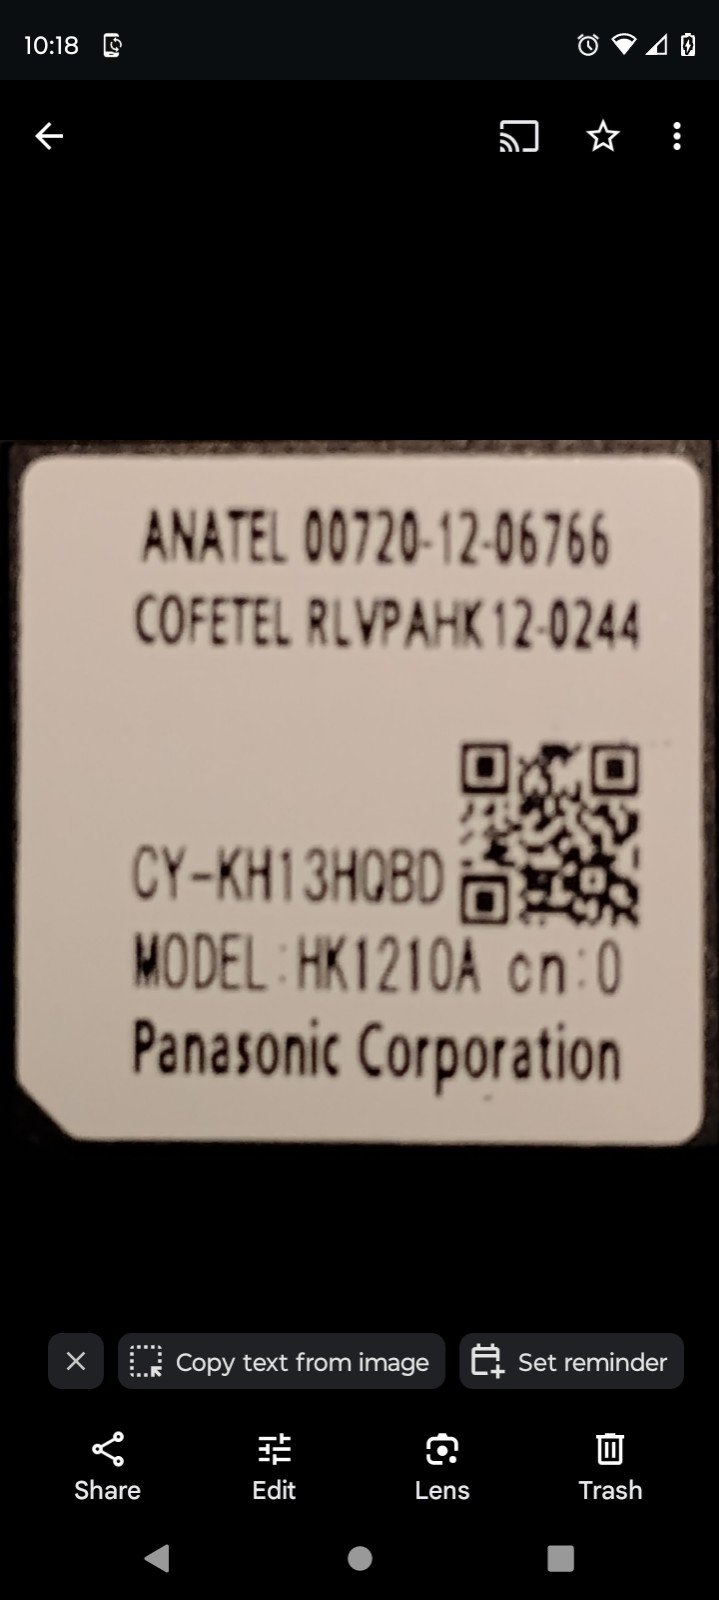 10:18
ANATEL 00720-12-06766
COFETEL RLVPAHK12-0244
CY-KH13HQBD
MODEL:HK1210A cn:0
Panasonic Corporation
Copy text from image
Set reminder
Share
Edit
Lens
Trash